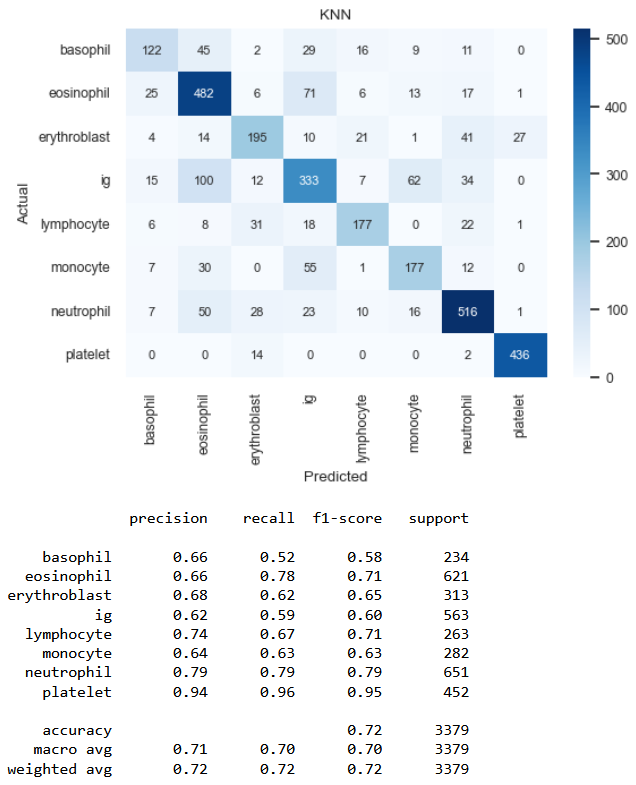 KNN
basophil 122 45 2 29 16 9 11 0
eosinophil 25 482 6 71 6 13 17 1
erythroblast 4 14 195 10 21 1 41 27
ig 15 100 12 333 7 62 34 0
lymphocyte 6 8 31 18 177 0 22 1
monocyte 7 30 0 55 1 177 12 0
neutrophil 7 50 28 23 10 16 516 1
platelet 0 0 14 0 0 0 2 436
Actual
basophil eosinophil erythroblast ig lymphocyte monocyte neutrophil platelet
Predicted
500
400
300
200
100
0
precision recall f1-score support
basophil 0.66 0.52 0.58 234
eosinophil 0.66 0.78 0.71 621
erythroblast 0.68 0.62 0.65 313
ig 0.62 0.59 0.60 563
lymphocyte 0.74 0.67 0.71 263
monocyte 0.64 0.63 0.63 282
neutrophil 0.79 0.79 0.79 651
platelet 0.94 0.96 0.95 452
accuracy 0.72 3379
macro avg 0.71 0.70 0.70 3379
weighted avg 0.72 0.72 0.72 3379